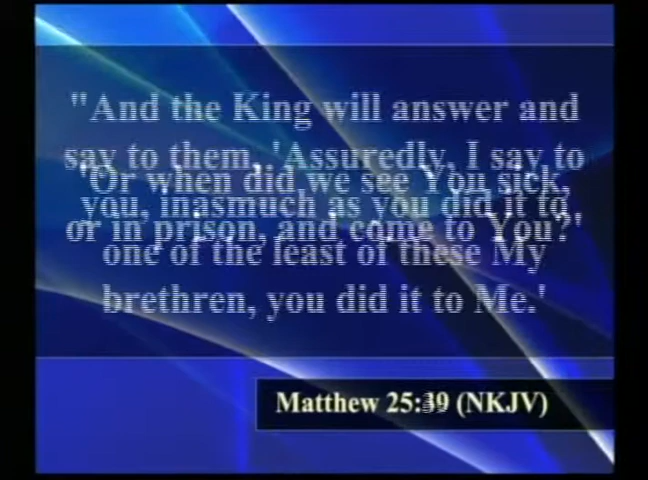 "And the King will answer and
say to them, 'Assuredly, I say to
"Or when did we see You sick,
you, inasmuch as you did it to
or in prison, and come to You?'
one of the least of these My
brethren, you did it to Me.'
Matthew 25:39 (NKJV)